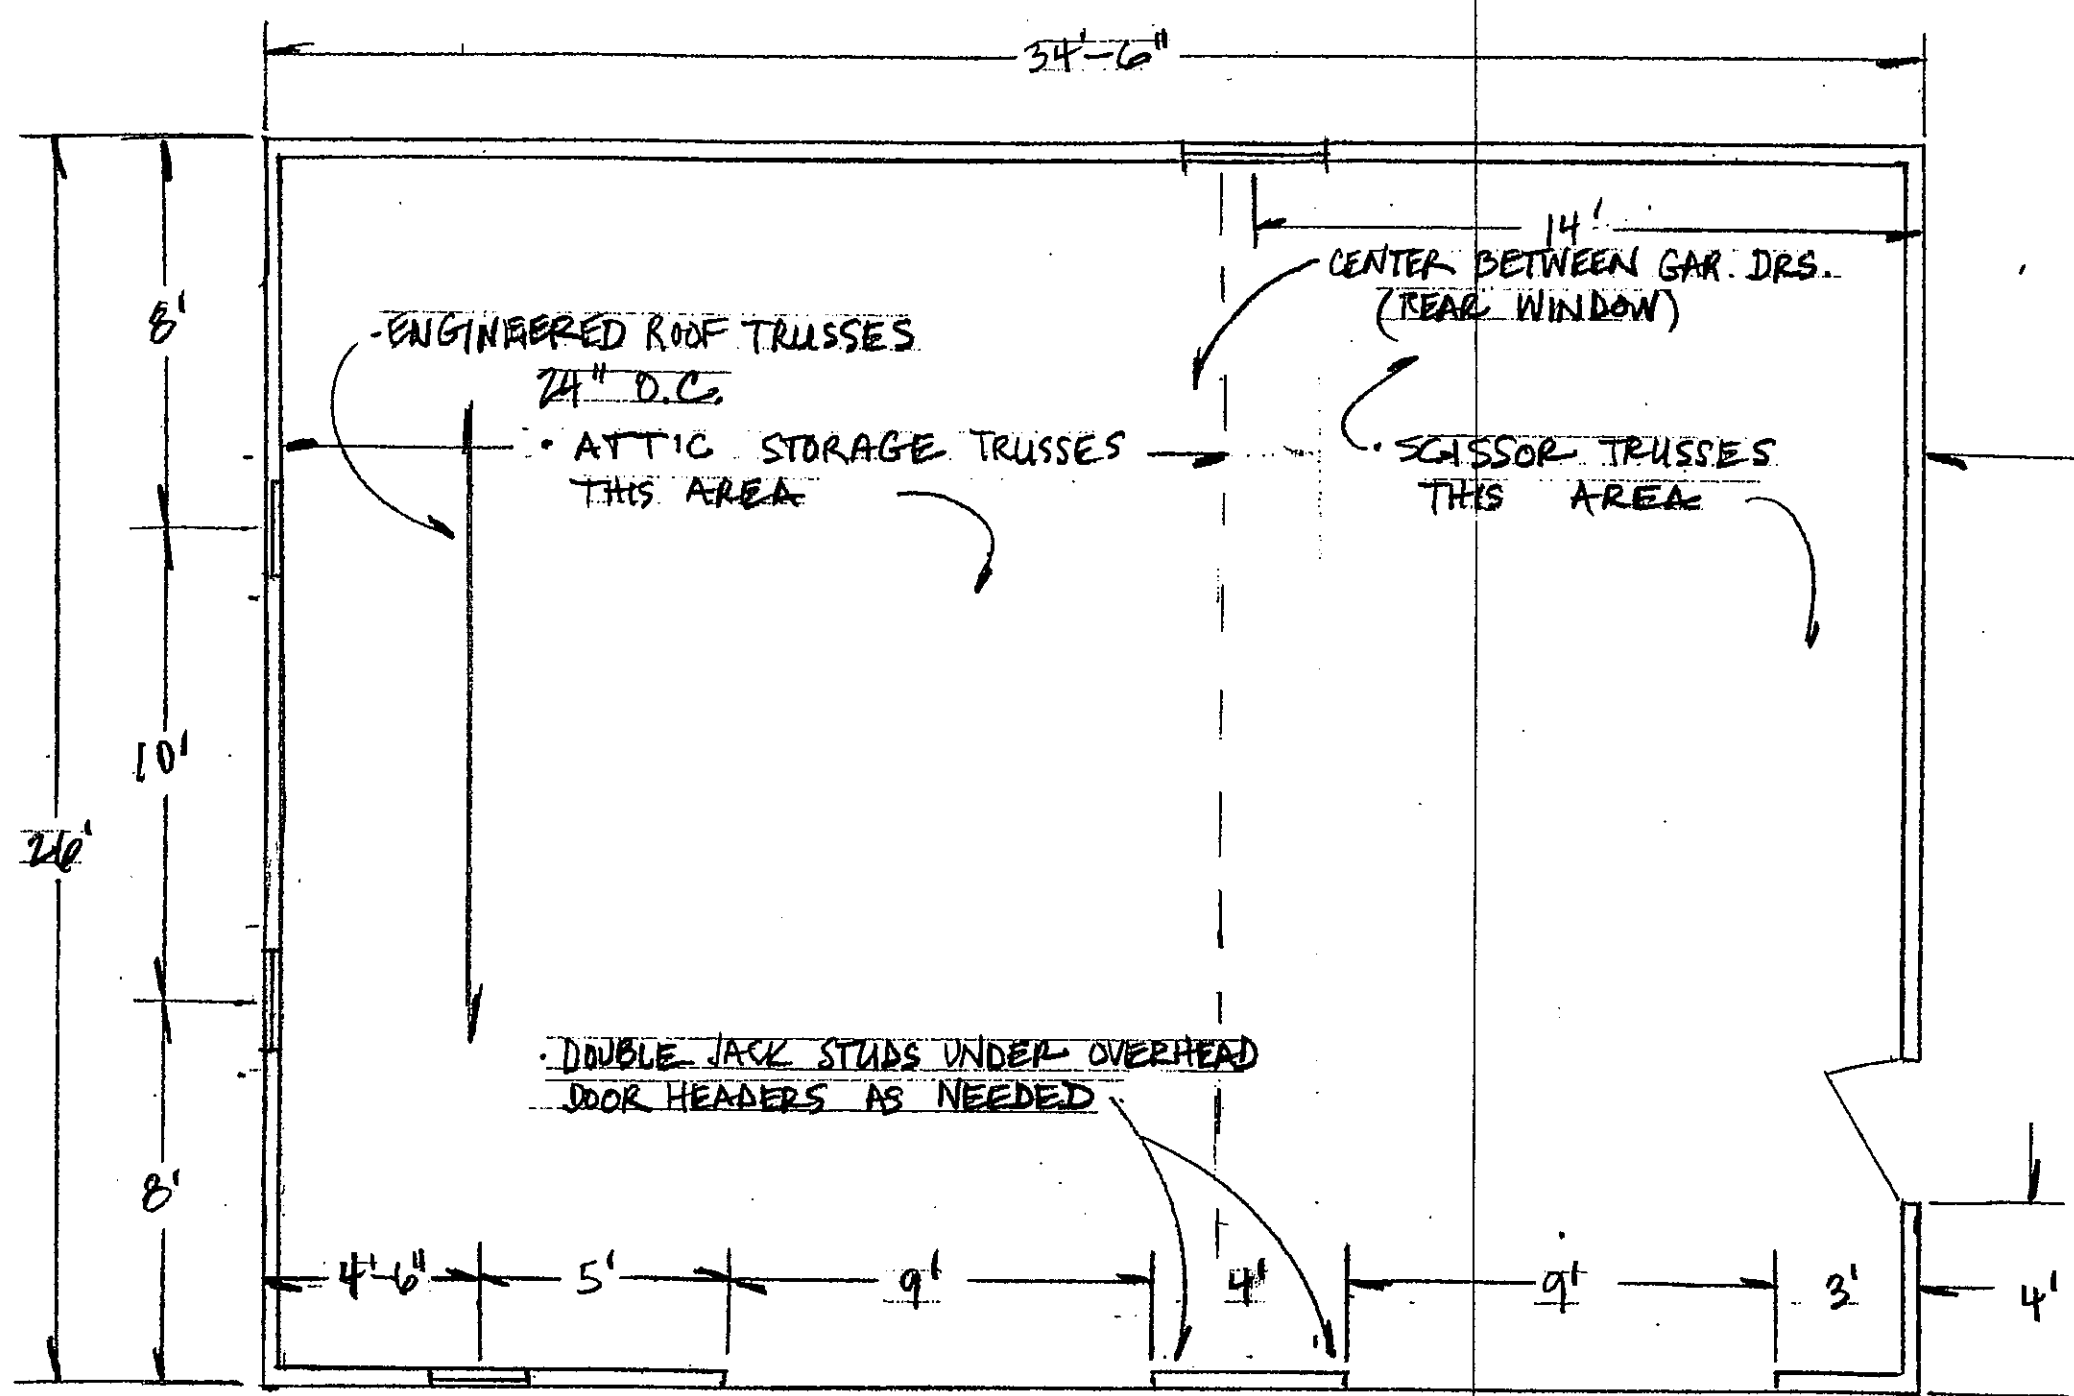 34'-6"
14'
CENTER BETWEEN GAR. DRS.
(REAR WINDOW)
8'
-ENGINEERED ROOF TRUSSES
24" O.C.
• ATTIC STORAGE TRUSSES
THIS AREA
• SCISSOR TRUSSES
THIS AREA
10'
26'
• DOUBLE JACK STUDS UNDER OVERHEAD
DOOR HEADERS AS NEEDED
8'
4'-6" 5' 9' 4' 9' 3' 4'